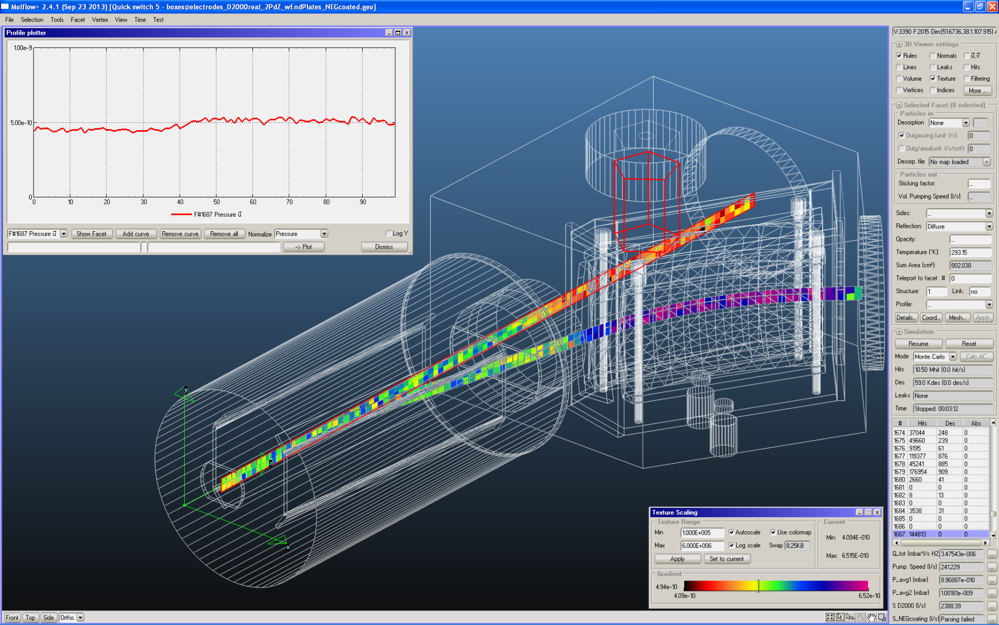 Molflow+ 2.4.1 (Sep 23 2013) [Quick switch 5 - boxes@electrodes_D2000real_2PdZ_wEndPlates_NEGcoated.geo]
File Selection Tools Facet Vertex View Time Test
Profile plotter
1.00e-9
5.00e-10
0
0 10 20 30 40 50 60 70 80 90
F#1687 Pressure u⃗
F#1687 Pressure u⃗ Show Facet Add curve Remove curve Remove all Normalize Pressure Log Y
-> Plot Dismiss
y
z
x
V:3390 F:2015 Dim:(51.6736,38.1,107.915)
3D Viewer settings
Rules Normals u⃗,v⃗
Lines Leaks Hits
Volume Texture Filtering
Vertices Indices More ...
Selected Facet (8 selected)
Particles in
Desorption None
Outgassing (unit· l/s): 0
Outg/area(unit· l/s/cm²): 0
Desorp. file No map loaded
Particles out
Sticking factor: ...
Vol. Pumping Speed (l/s): ...
Sides: ...
Reflection: Diffuse
Opacity: ...
Temperature (°K): 293.15
Sum Area (cm²): 802.038
Teleport to facet # 0
Structure: 1 Link: no
Profile: ...
Details... Coord... Mesh... Apply
Simulation
Resume Reset
Mode Monte Carlo Calc AC
Hits 10.50 Mhit (0.0 hit/s)
Des. 59.0 Kdes (0.0 des/s)
Leaks None
Time Stopped: 00:03:12
# Hits Des Abs
1674 37044 248 0
1675 49660 239 0
1676 9195 61 0
1677 119377 876 0
1678 45241 885 0
1679 176954 909 0
1680 2660 41 0
1681 0 0 0
1682 8 13 0
1683 0 0 0
1684 3538 31 0
1685 0 0 0
1686 0 0 0
1687 144813 0 0
Q_tot (mbar*l/s H2) 3.47543e-006 ...
Pump. Speed (l/s) 241.229 ...
P_avg1 (mbar) 8.96887e-010 ...
P_avg2 (mbar) 1.00181e-009 ...
S D2000 (l/s) 2388.39 ...
S_NEGcoating (l/s) Parsing failed ...
Texture Scaling
Texture Range Current
Min 1.000E+005 Autoscale Use colormap Min: 4.094E-010
Max 6.000E+006 Log scale Swap 8.25KB Max: 6.515E-010
Apply Set to current
Gradient
4.94e-10
4.09e-10 6.52e-10
Front Top Side Ortho.